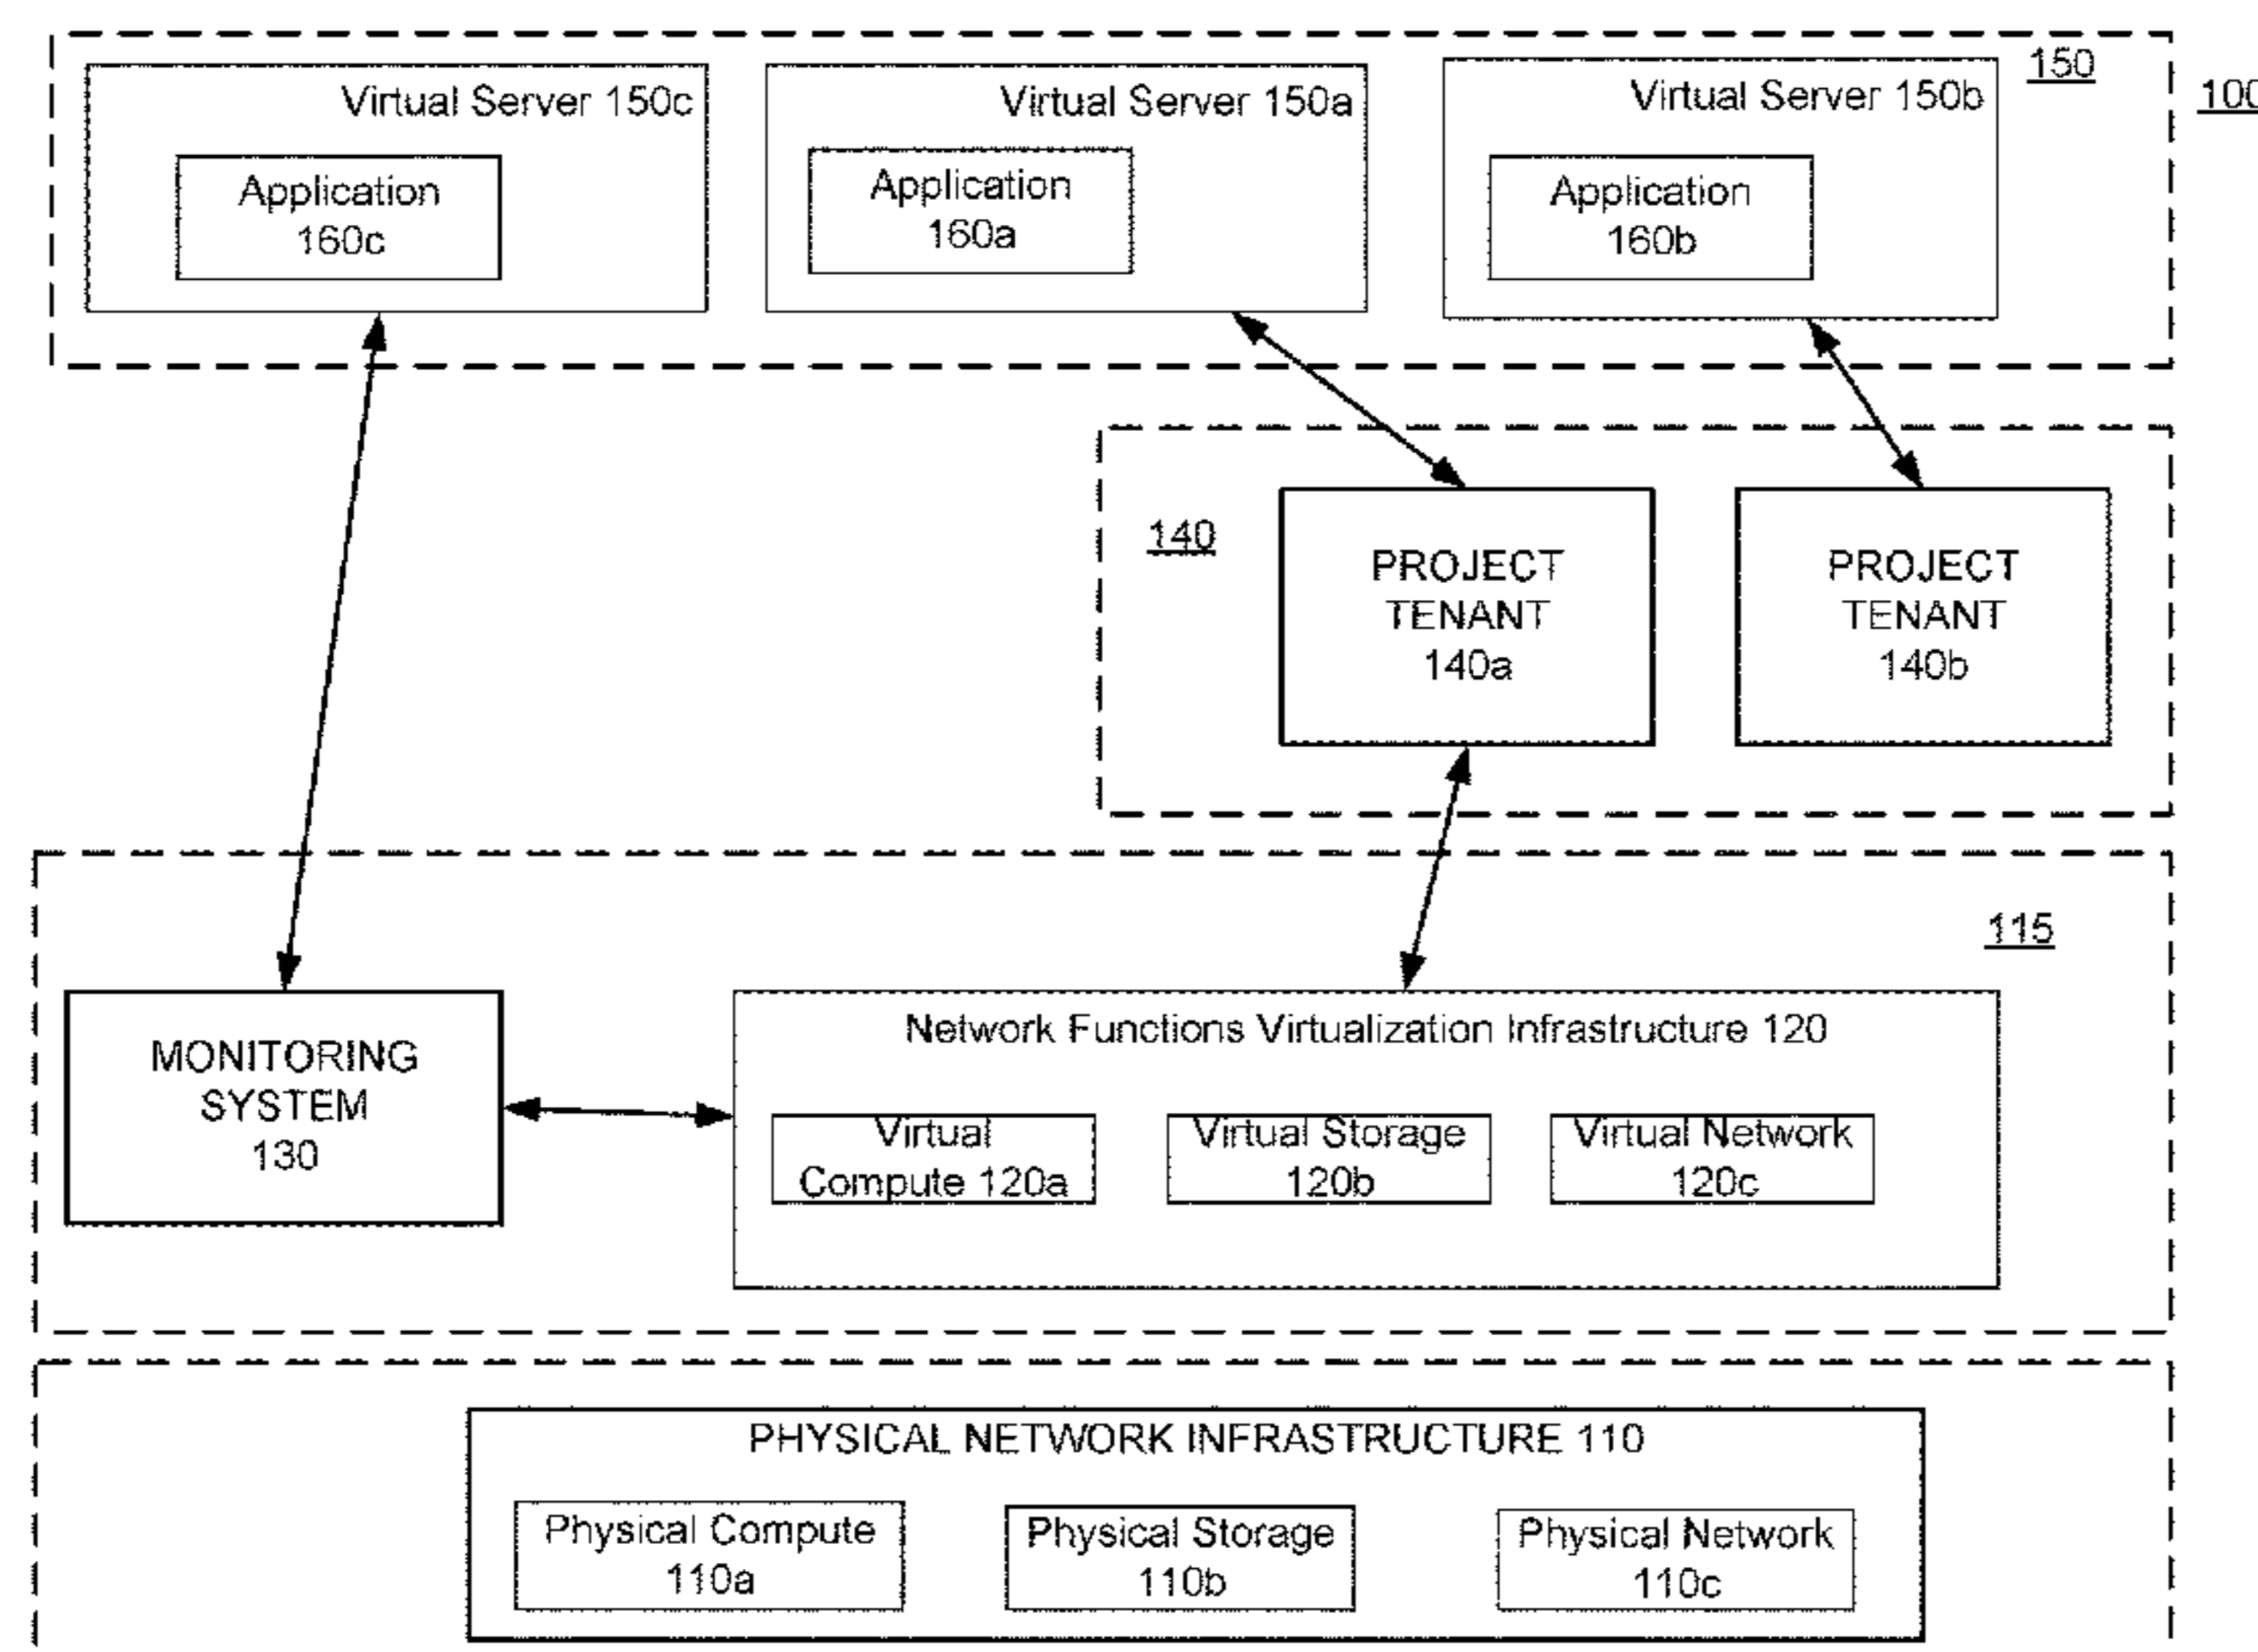 150
100
Virtual Server 150c
Virtual Server 150a
Virtual Server 150b
Application
160c
Application
160a
Application
160b
140
PROJECT
TENANT
140a
PROJECT
TENANT
140b
115
MONITORING
SYSTEM
130
Network Functions Virtualization Infrastructure 120
Virtual
Compute 120a
Virtual Storage
120b
Virtual Network
120c
PHYSICAL NETWORK INFRASTRUCTURE 110
Physical Compute
110a
Physical Storage
110b
Physical Network
110c